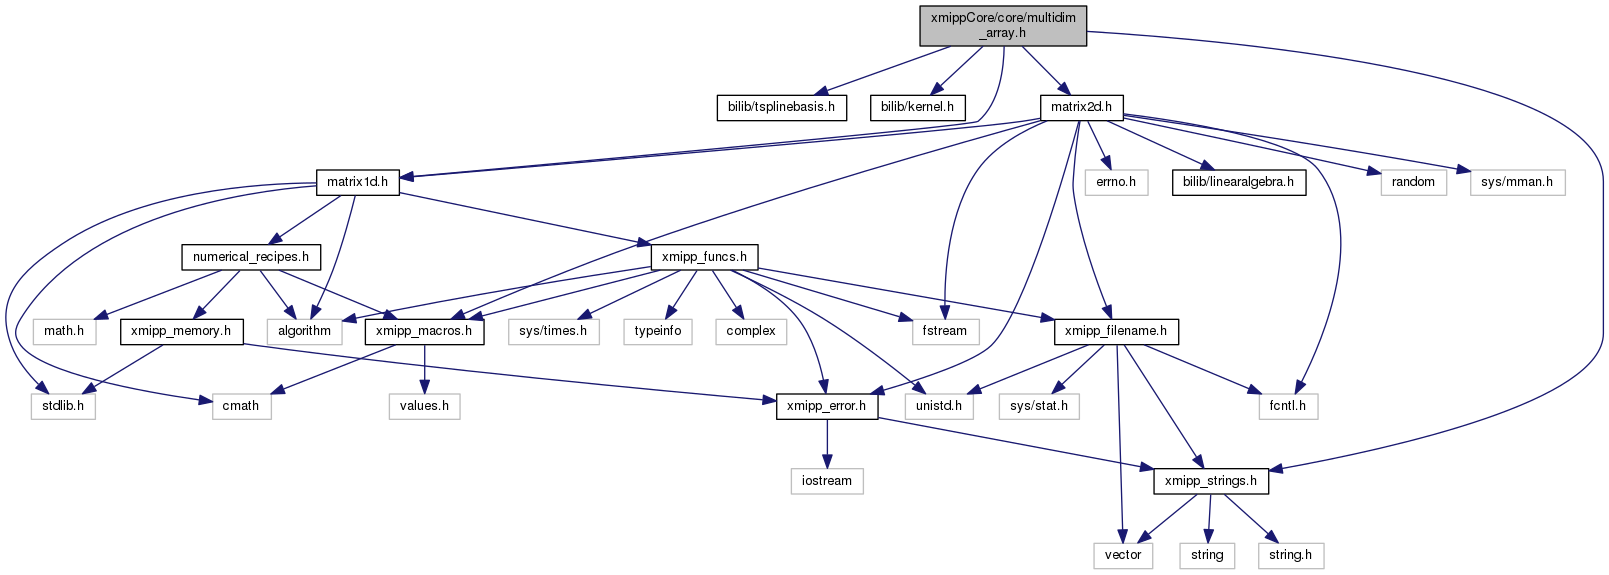 xmippCore/core/multidim
_array.h
bilib/tsplinebasis.h
bilib/kernel.h
matrix2d.h
matrix1d.h
errno.h
bilib/linearalgebra.h
random
sys/mman.h
numerical_recipes.h
xmipp_funcs.h
math.h
xmipp_memory.h
algorithm
xmipp_macros.h
sys/times.h
typeinfo
complex
fstream
xmipp_filename.h
stdlib.h
cmath
values.h
xmipp_error.h
unistd.h
sys/stat.h
fcntl.h
iostream
xmipp_strings.h
vector
string
string.h